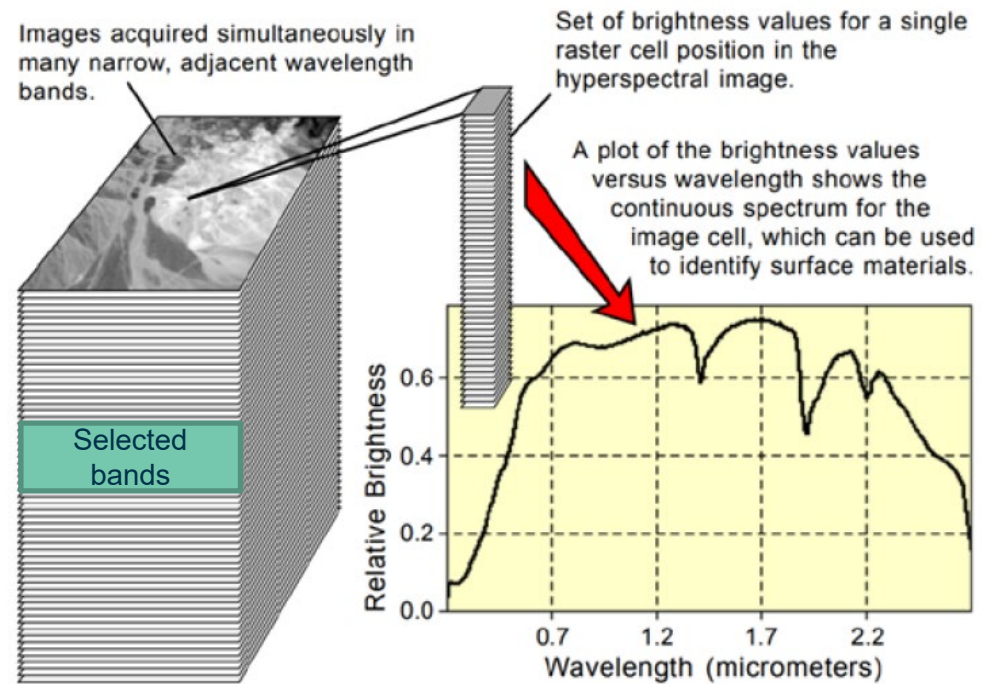 Images acquired simultaneously in
many narrow, adjacent wavelength
bands.
Set of brightness values for a single
raster cell position in the
hyperspectral image.
A plot of the brightness values
versus wavelength shows the
continuous spectrum for the
image cell, which can be used
to identify surface materials.
Selected
bands
Relative Brightness
0.6
0.4
0.2
0.0
0.7 1.2 1.7 2.2
Wavelength (micrometers)